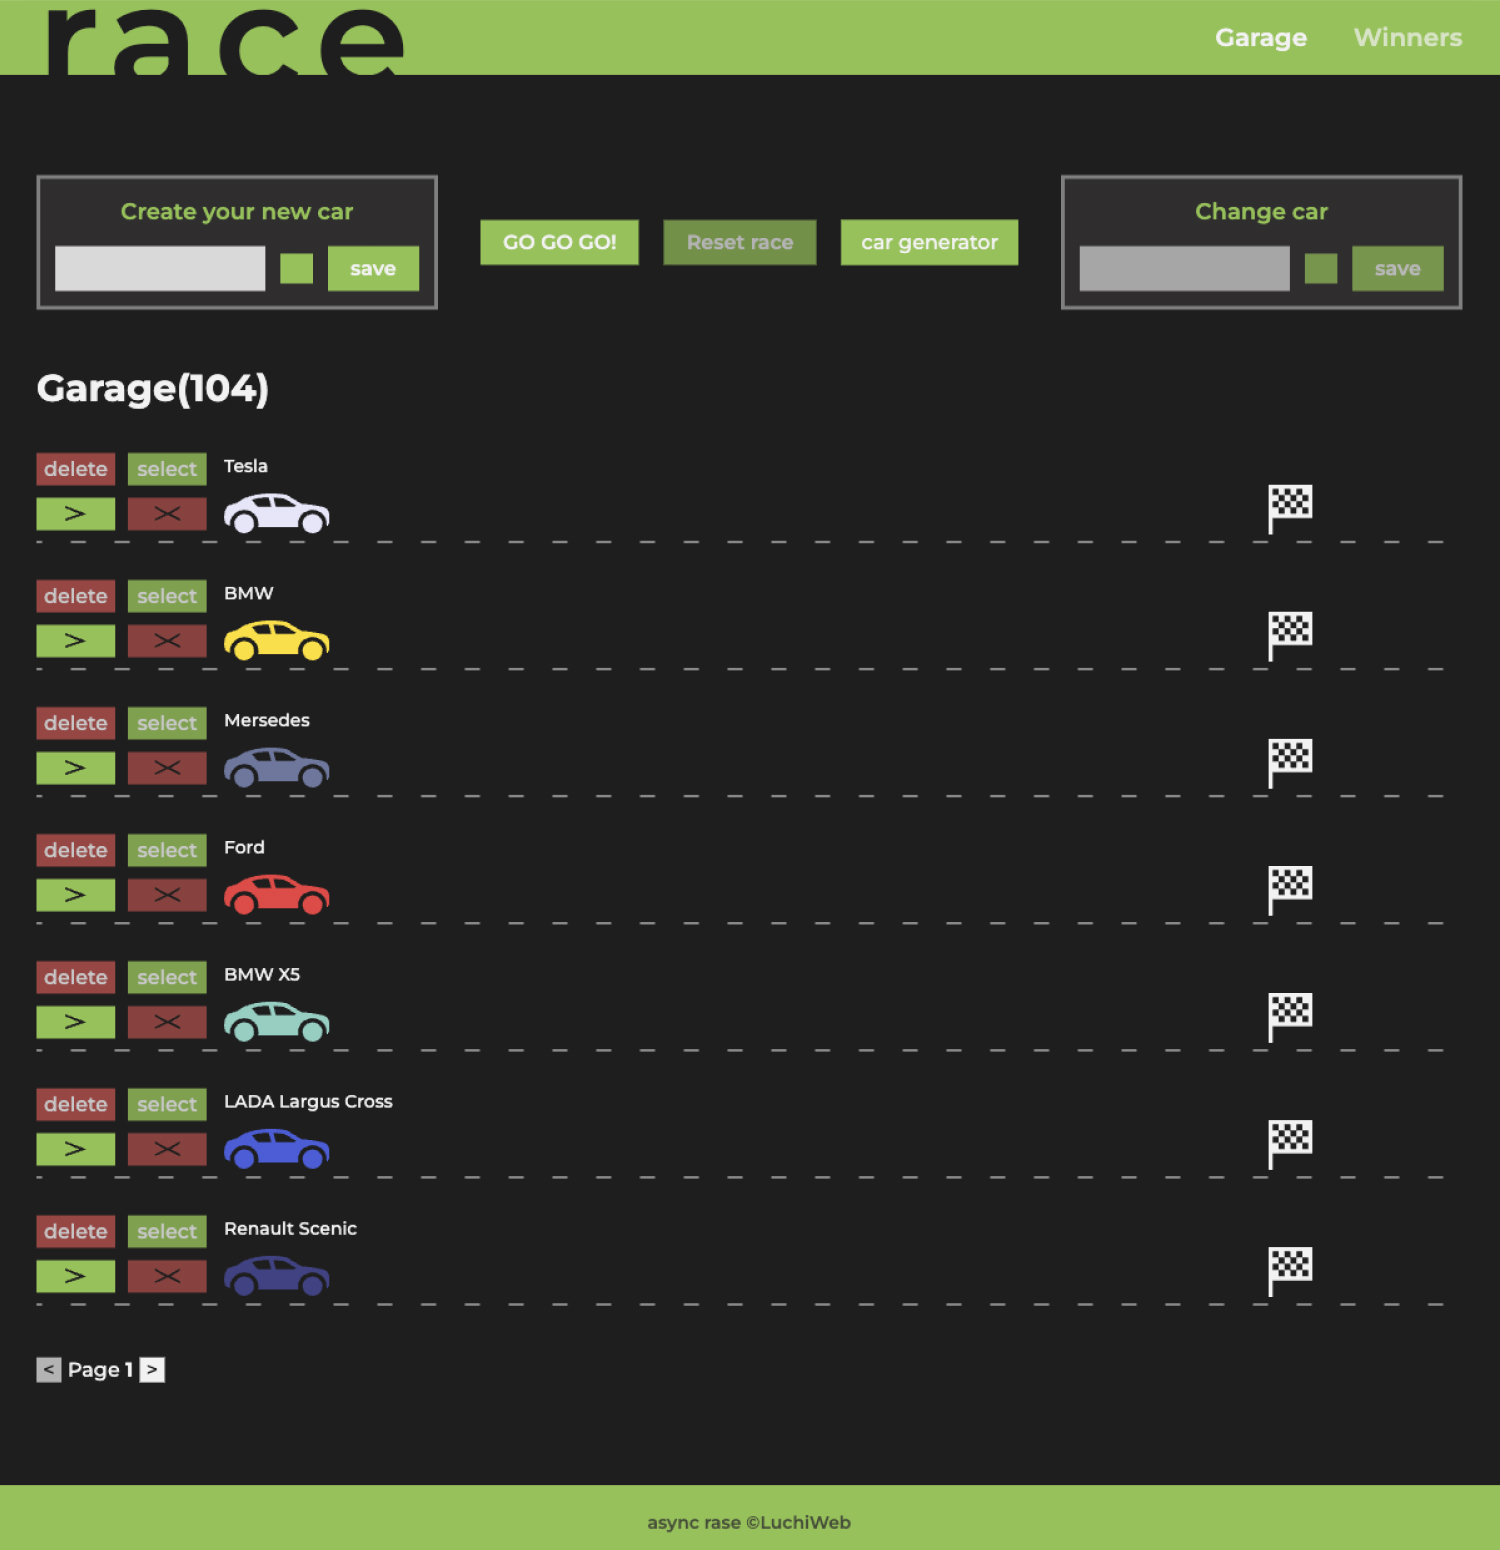 race
Garage Winners
Create your new car
save
GO GO GO! Reset race car generator
Change car
save
Garage(104)
delete select Tesla
> ×
delete select BMW
> ×
delete select Mersedes
> ×
delete select Ford
> ×
delete select BMW X5
> ×
delete select LADA Largus Cross
> ×
delete select Renault Scenic
> ×
< Page 1 >
async rase ©LuchiWeb